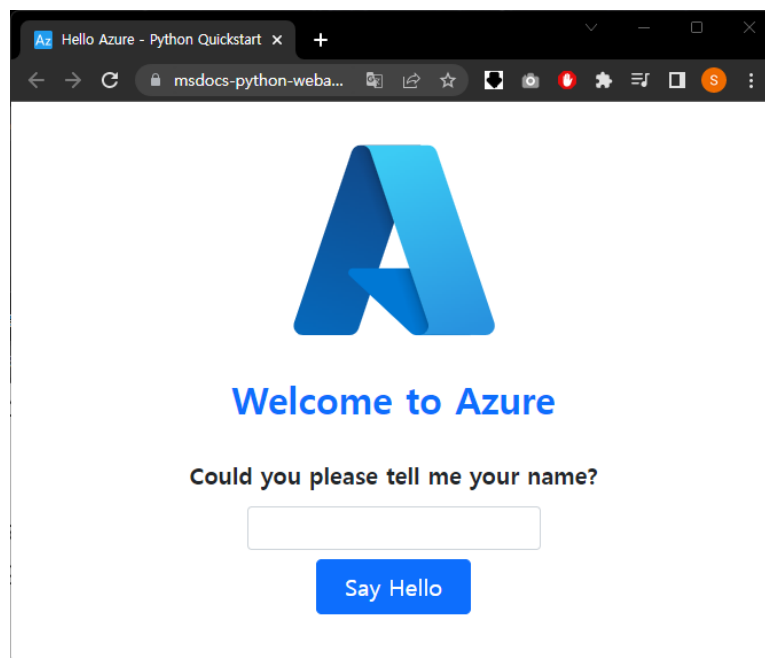 Az Hello Azure - Python Quickstart
msdocs-python-weba...
S
Welcome to Azure
Could you please tell me your name?
Say Hello